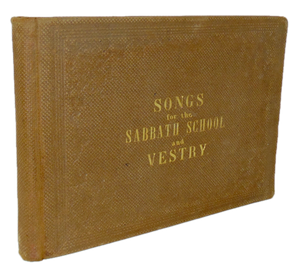 SONGS
for the
SABBATH SCHOOL
and
VESTRY.